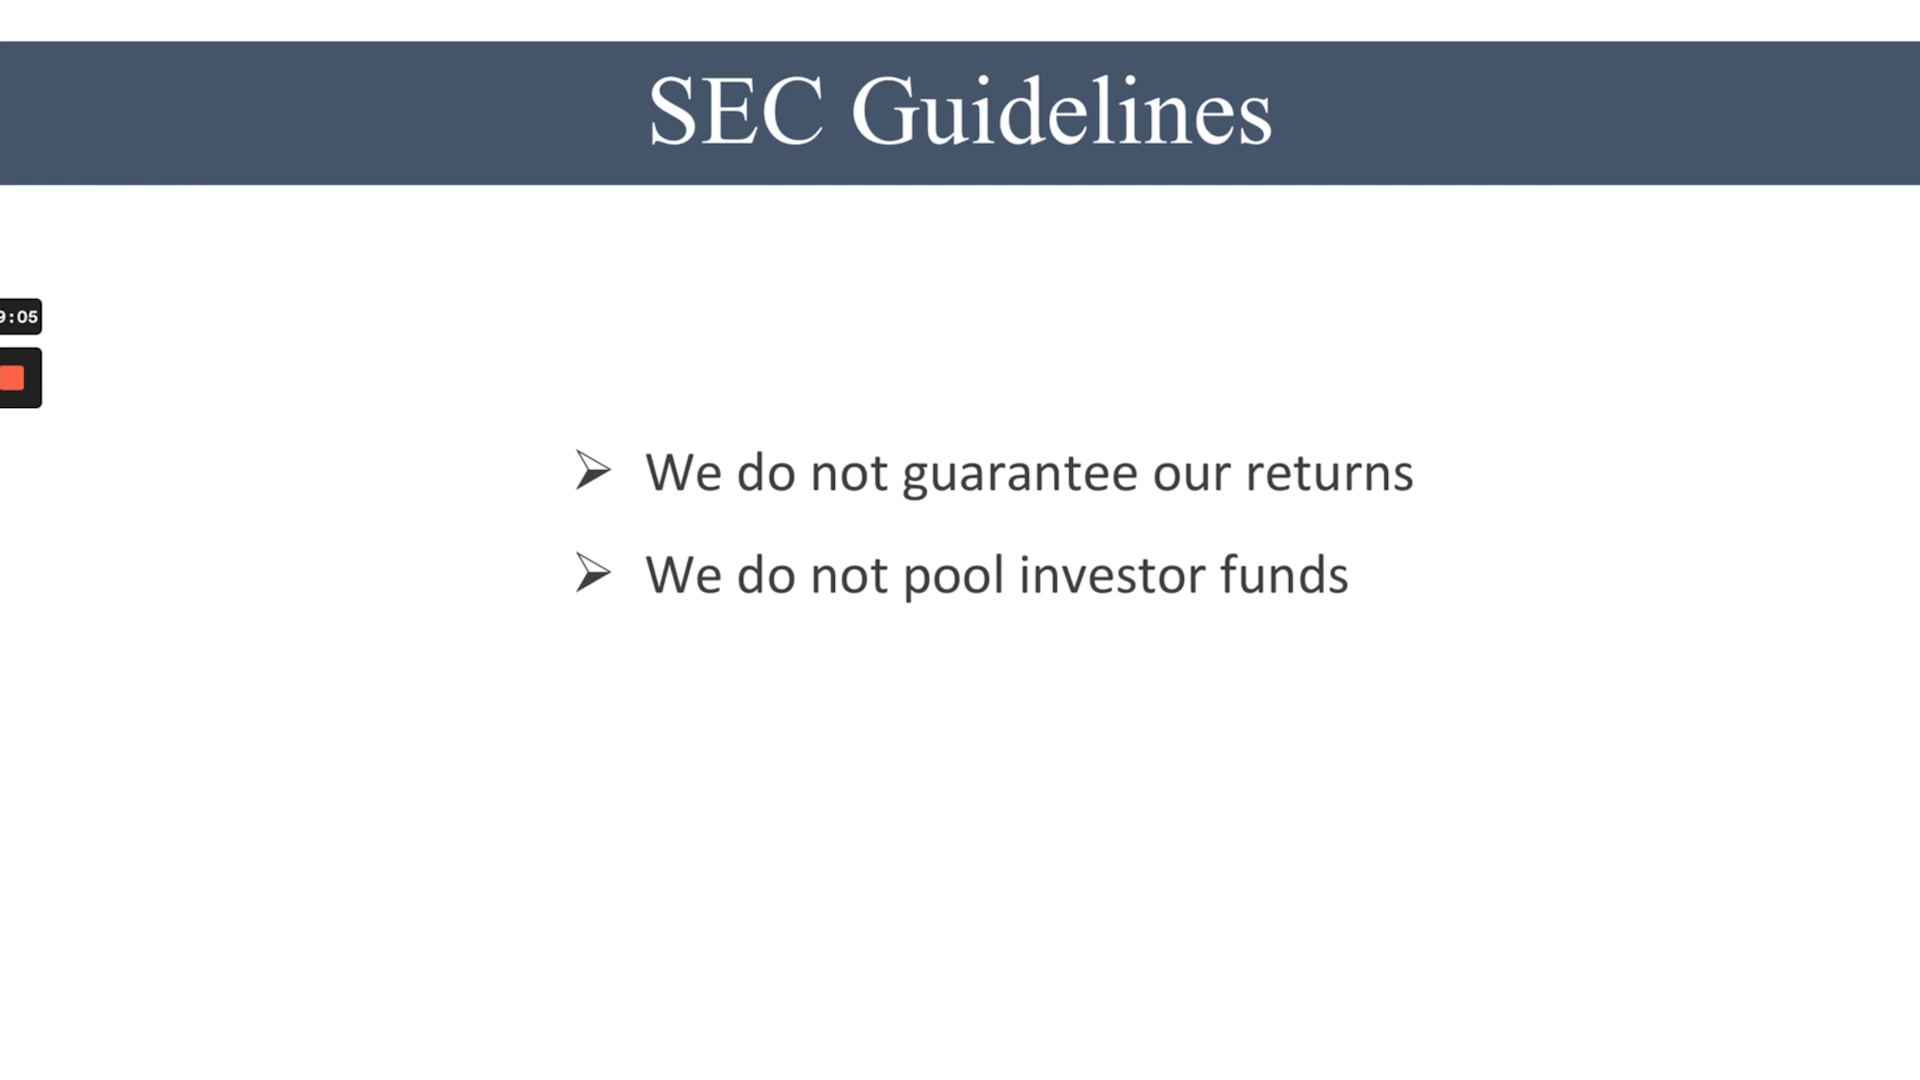 SEC Guidelines
9:05
We do not guarantee our returns
We do not pool investor funds